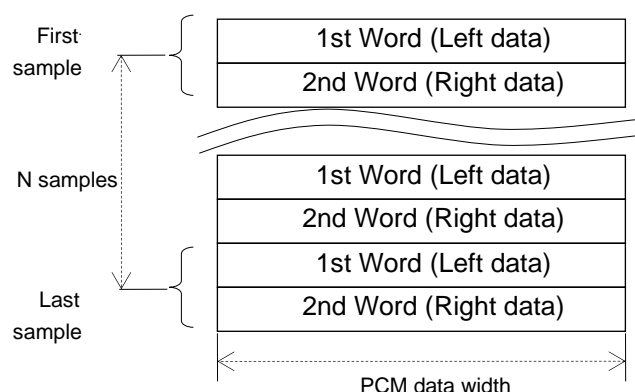 First
sample
1st Word (Left data)
2nd Word (Right data)
N samples
1st Word (Left data)
2nd Word (Right data)
1st Word (Left data)
2nd Word (Right data)
Last
sample
PCM data width